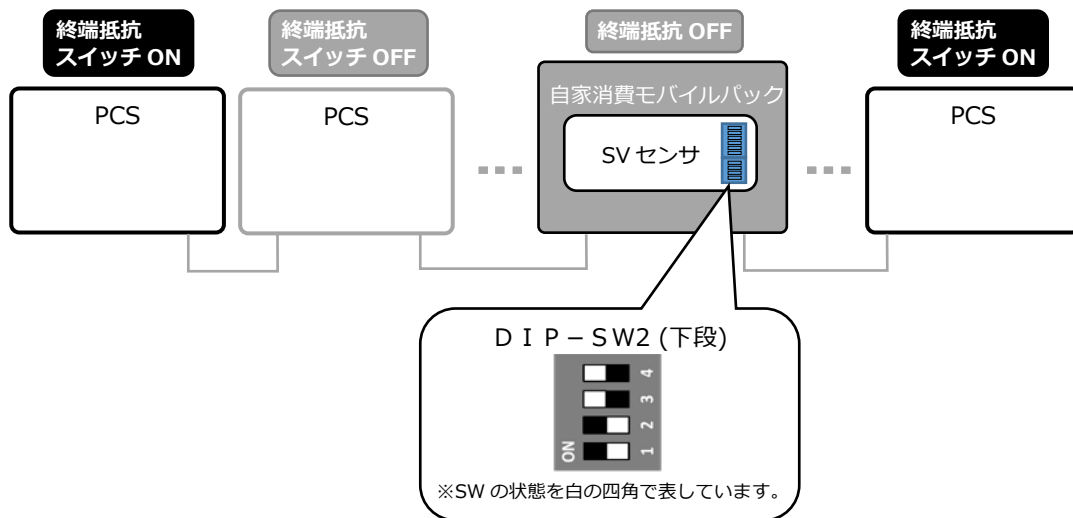 終端抵抗
スイッチ ON
終端抵抗
スイッチ OFF
終端抵抗 OFF
終端抵抗
スイッチ ON
PCS
PCS
自家消費モバイルパック
SV センサ
PCS
ＤＩＰ－ＳＷ2 (下段)
4
3
2
1
ON
※SW の状態を白の四角で表しています。